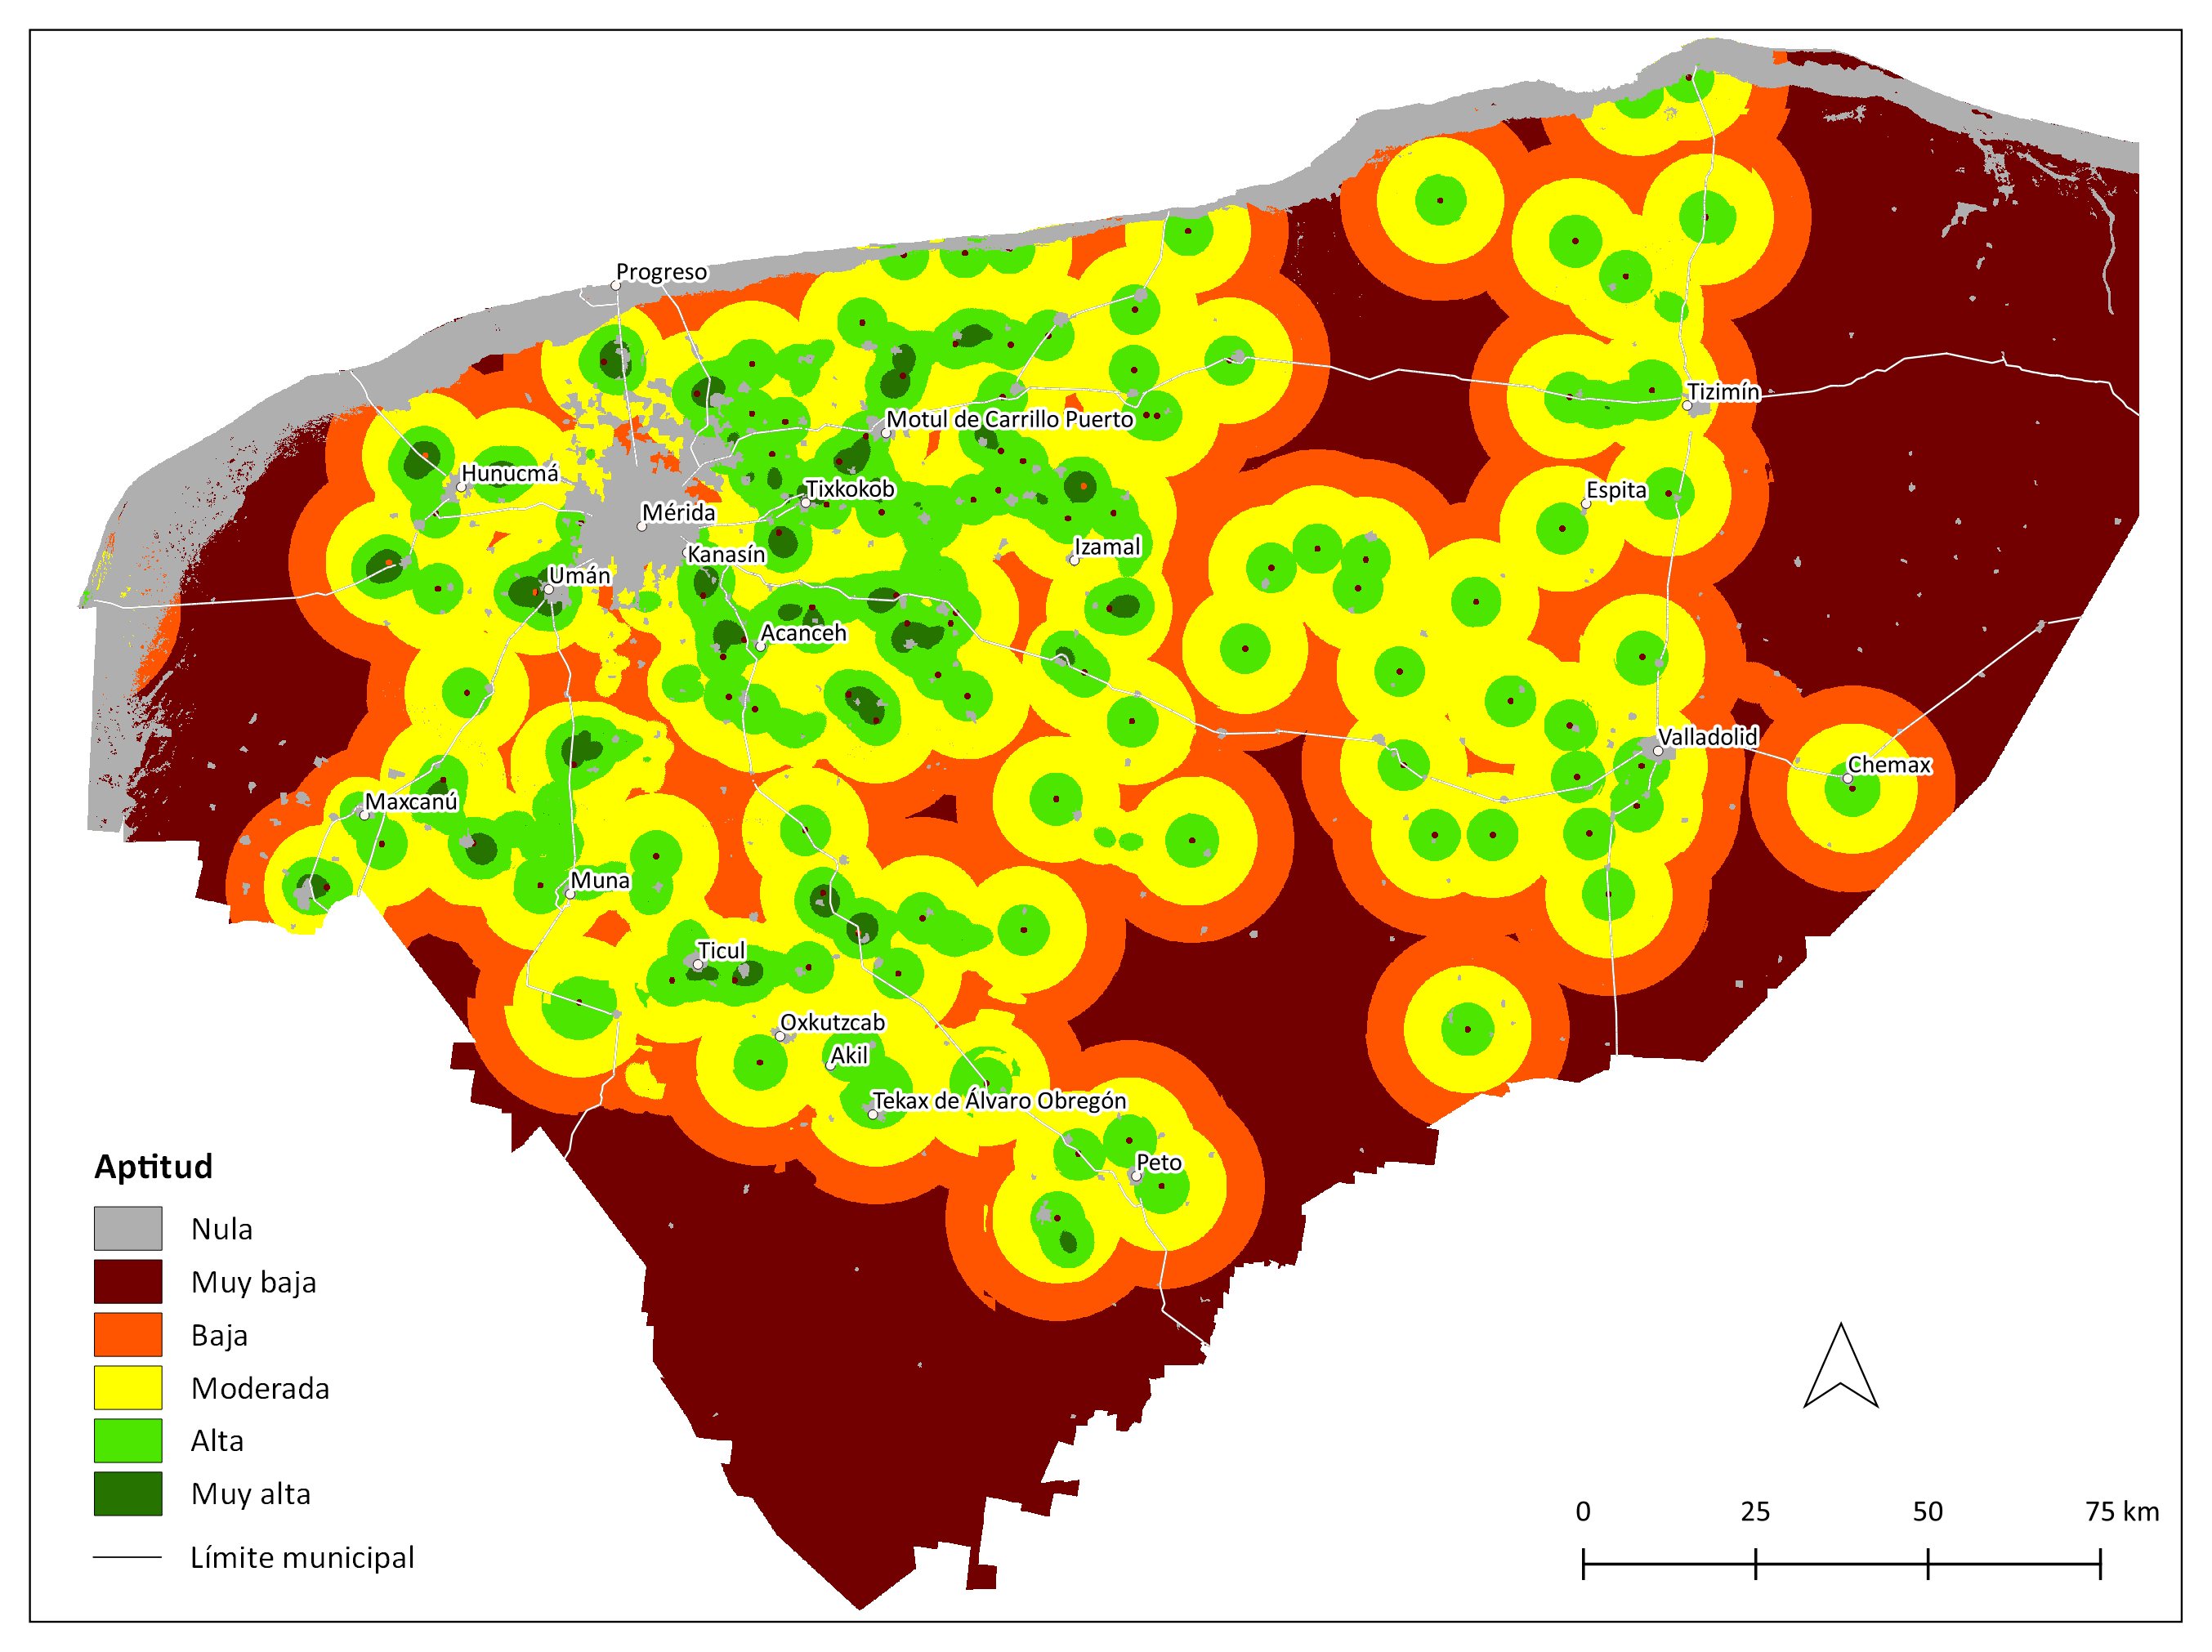 Progreso
Tizimín
Motul de Carrillo Puerto
Hunucmá
Tixkokob
Espita
Mérida
Izamal
Kanasín
Umán
Acanceh
Valladolid
Chemax
Maxcanú
Muna
Ticul
Oxkutzcab
Akil
Tekax de Álvaro Obregón
Peto
Aptitud
Nula
Muy baja
Baja
Moderada
Alta
Muy alta
Límite municipal
0 25 50 75 km